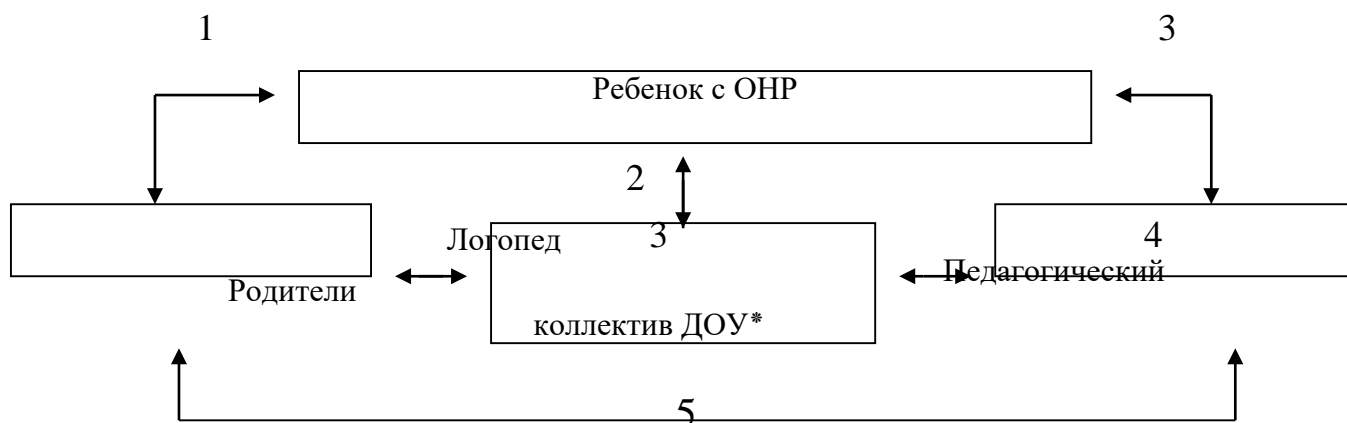 1 3
Ребенок с ОНР
2
Логопед 3 4
Педагогический
Родители
коллектив ДОУ*
5